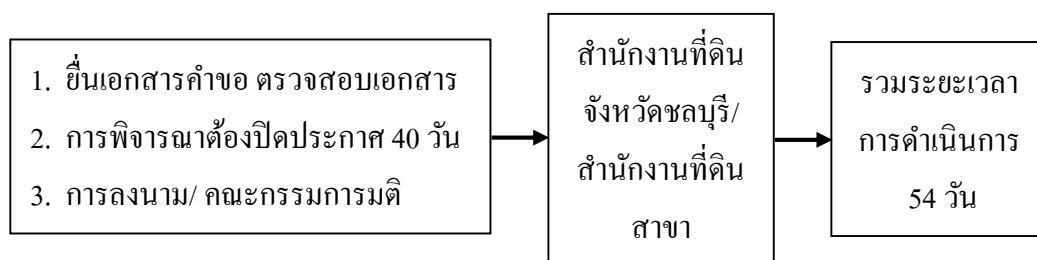 1. ยื่นเอกสารคำขอ ตรวจสอบเอกสาร
2. การพิจารณาต้องปิดประกาศ 40 วัน
3. การลงนาม/ คณะกรรมการมติ
สำนักงานที่ดิน
จังหวัดชลบุรี/
สำนักงานที่ดิน
สาขา
รวมระยะเวลา
การดำเนินการ
54 วัน